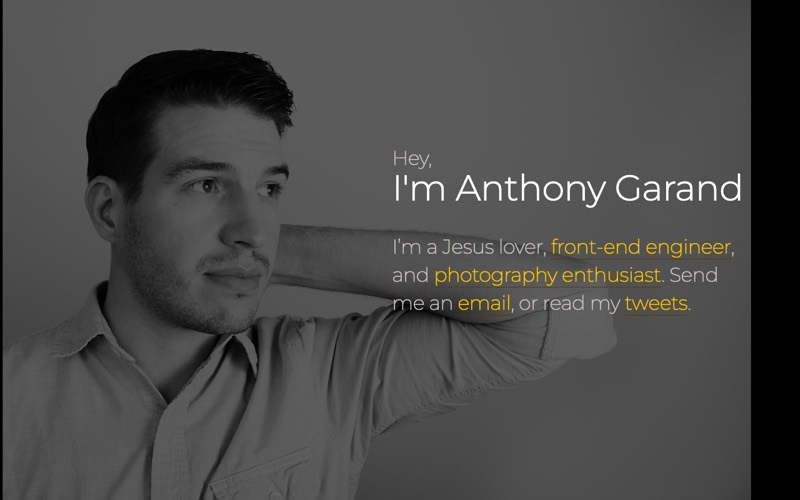 Hey,
I'm Anthony Garand
I'm a Jesus lover, front-end engineer,
and photography enthusiast. Send
me an email, or read my tweets.